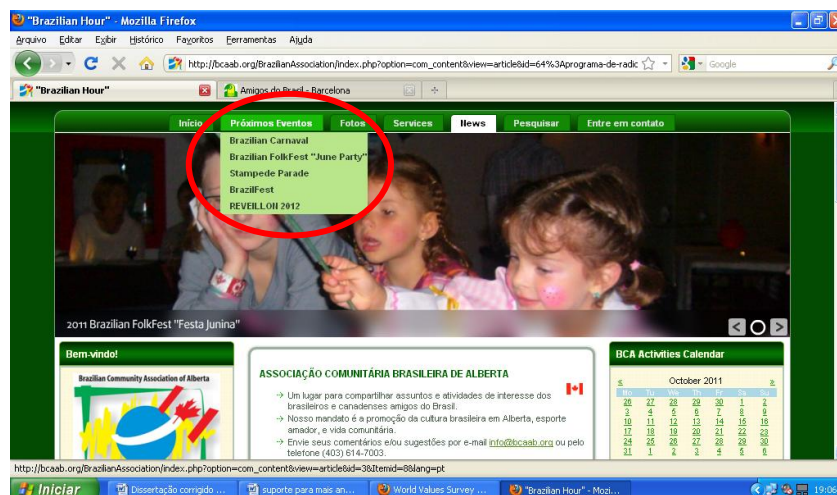 "Brazilian Hour" - Mozilla Firefox
Arquivo Editar Exibir Histórico Favoritos Ferramentas Ajuda
http://bcaab.org/BrazilianAssociation/index.php?option=com_content&view=article&id=64%3Aprograma-de-radic
Google
"Brazilian Hour"
Amigos do Brasil - Barcelona
Início Próximos Eventos Fotos Services News Pesquisar Entre em contato
Brazilian Carnaval
Brazilian FolkFest "June Party"
Stampede Parade
BrazilFest
REVEILLON 2012
2011 Brazilian FolkFest "Festa Junina"
Bem-vindo!
Brazilian Community Association of Alberta
ASSOCIAÇÃO COMUNITÁRIA BRASILEIRA DE ALBERTA
Um lugar para compartilhar assuntos e atividades de interesse dos
brasileiros e canadenses amigos do Brasil.
Nosso mandato é a promoção da cultura brasileira em Alberta, esporte
amador, e vida comunitária.
Envie seus comentários e/ou sugestões por e-mail info@bcaab.org ou pelo
telefone (403) 614-7003.
BCA Activities Calendar
« October 2011 »
Mo Tu We Th Fr Sa Su
26 27 28 29 30 1 2
3 4 5 6 7 8 9
10 11 12 13 14 15 16
17 18 19 20 21 22 23
24 25 26 27 28 29 30
31 1 2 3 4 5 6
http://bcaab.org/BrazilianAssociation/index.php?option=com_content&view=article&id=3&Itemid=8&lang=pt
Iniciar
Dissertação corrigido ...
suporte para mais an...
World Values Survey ...
"Brazilian Hour" - Mozi...
19:08